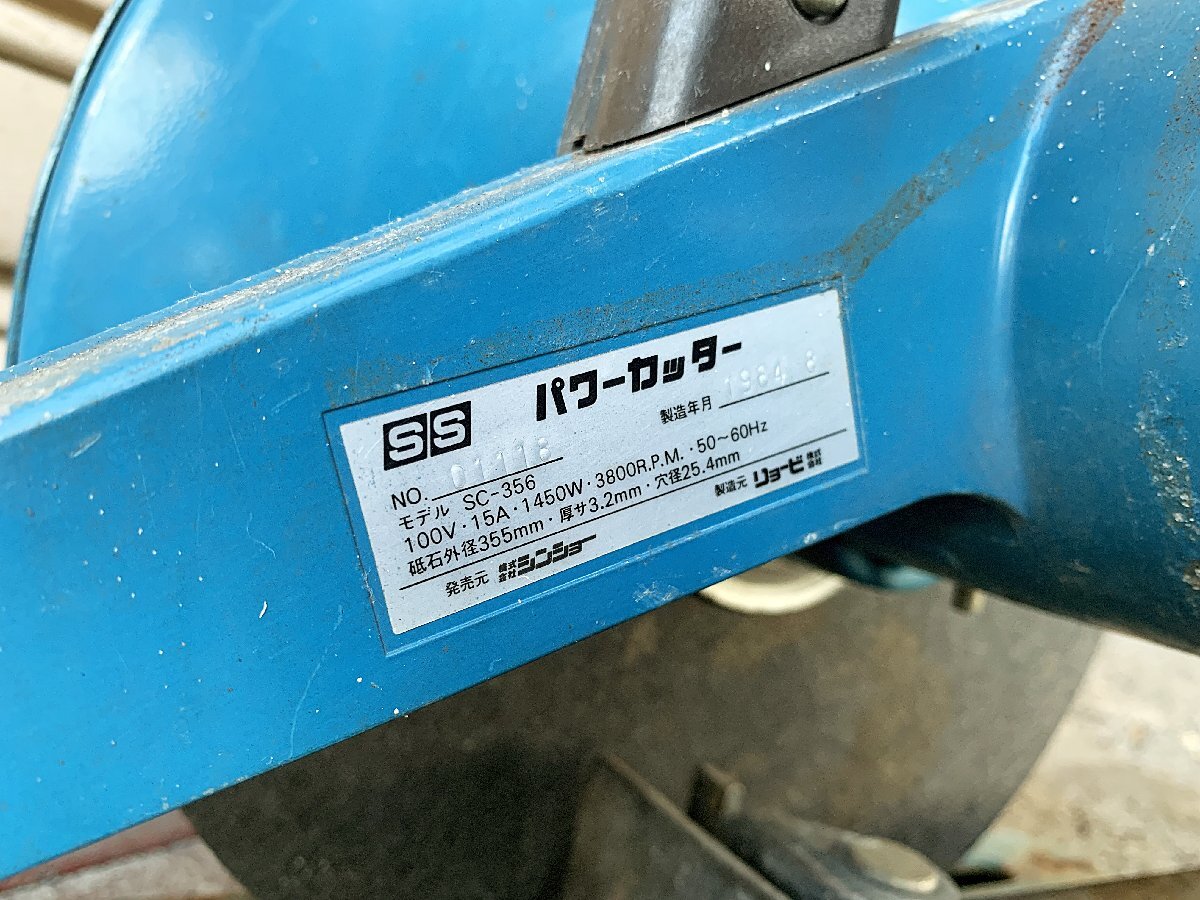 SS パワーカッター
NO. 01118 製造年月 1984 8
モデル SC-356
100V・15A・1450W・3800R.P.M.・50～60Hz
砥石外径355mm・厚サ3.2mm・穴径25.4mm
発売元 株式会社シンショー 製造元 リョービ株式会社